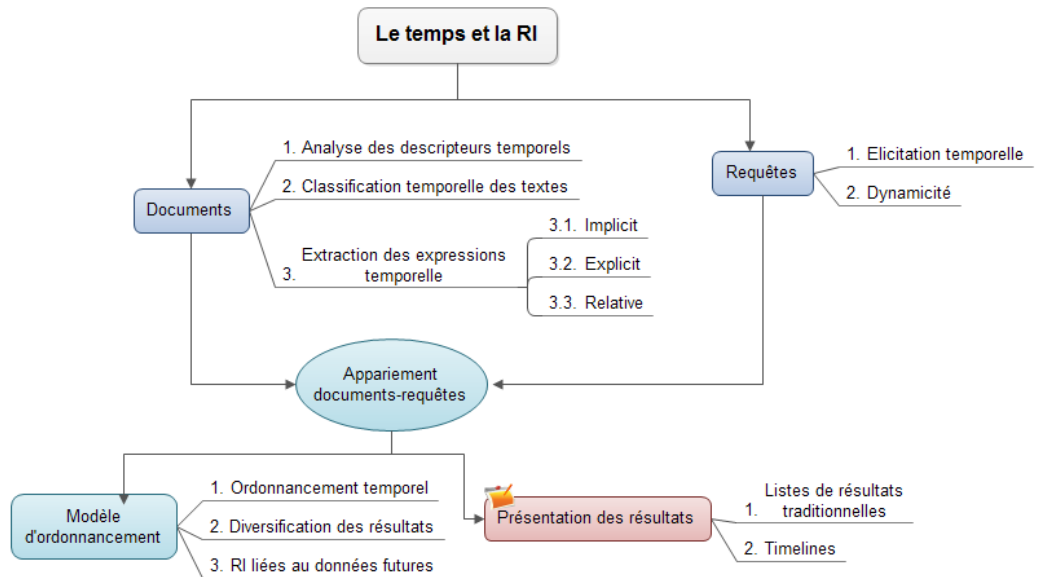 Le temps et la RI
Documents
1. Analyse des descripteurs temporels
2. Classification temporelle des textes
3. Extraction des expressions
temporelle
3.1. Implicit
3.2. Explicit
3.3. Relative
Requêtes
1. Elicitation temporelle
2. Dynamicité
Appariement
documents-requêtes
Modèle
d'ordonnancement
1. Ordonnancement temporel
2. Diversification des résultats
3. RI liées au données futures
Présentation des résultats
1. Listes de résultats
traditionnelles
2. Timelines